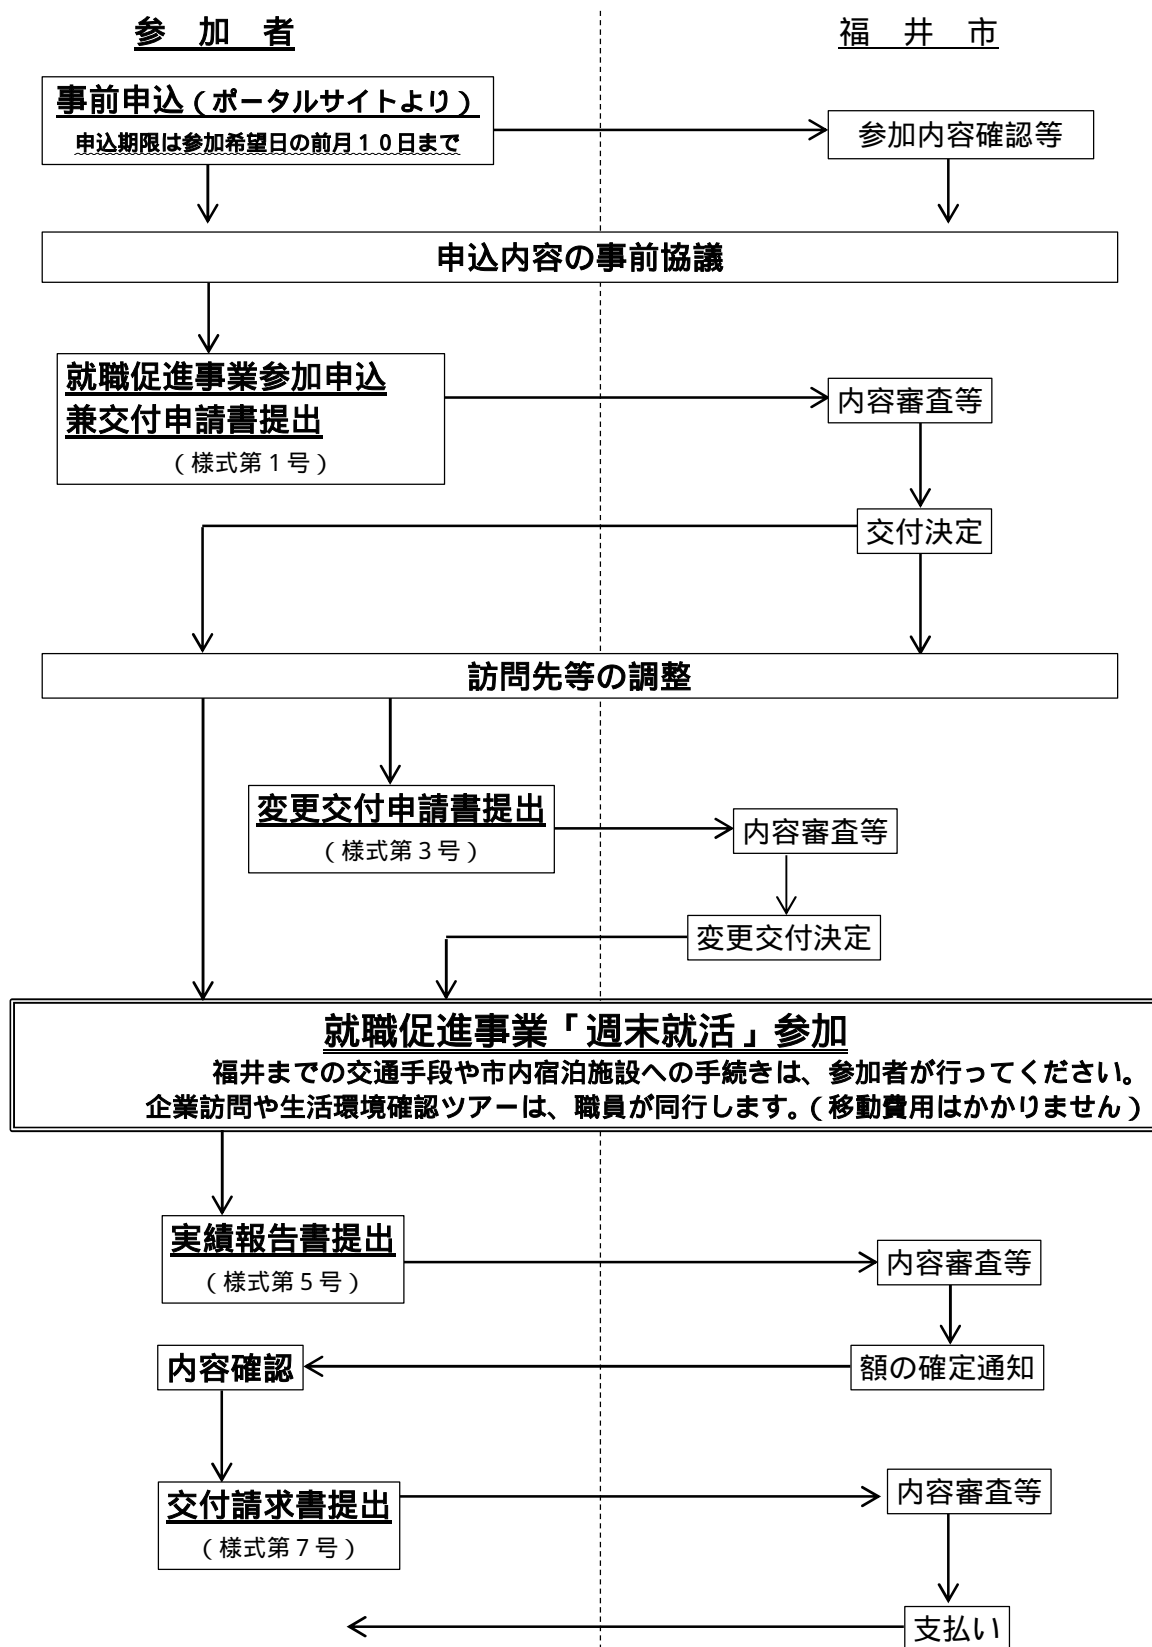 参　加　者
福　井　市
事前申込（ポータルサイトより）
申込期限は参加希望日の前月１０日まで
参加内容確認等
申込内容の事前協議
就職促進事業参加申込
兼交付申請書提出
（様式第１号）
内容審査等
交付決定
訪問先等の調整
変更交付申請書提出
（様式第３号）
内容審査等
変更交付決定
就職促進事業「週末就活」参加
福井までの交通手段や市内宿泊施設への手続きは、参加者が行ってください。
企業訪問や生活環境確認ツアーは、職員が同行します。（移動費用はかかりません）
実績報告書提出
（様式第５号）
内容審査等
内容確認
額の確定通知
交付請求書提出
（様式第７号）
内容審査等
支払い